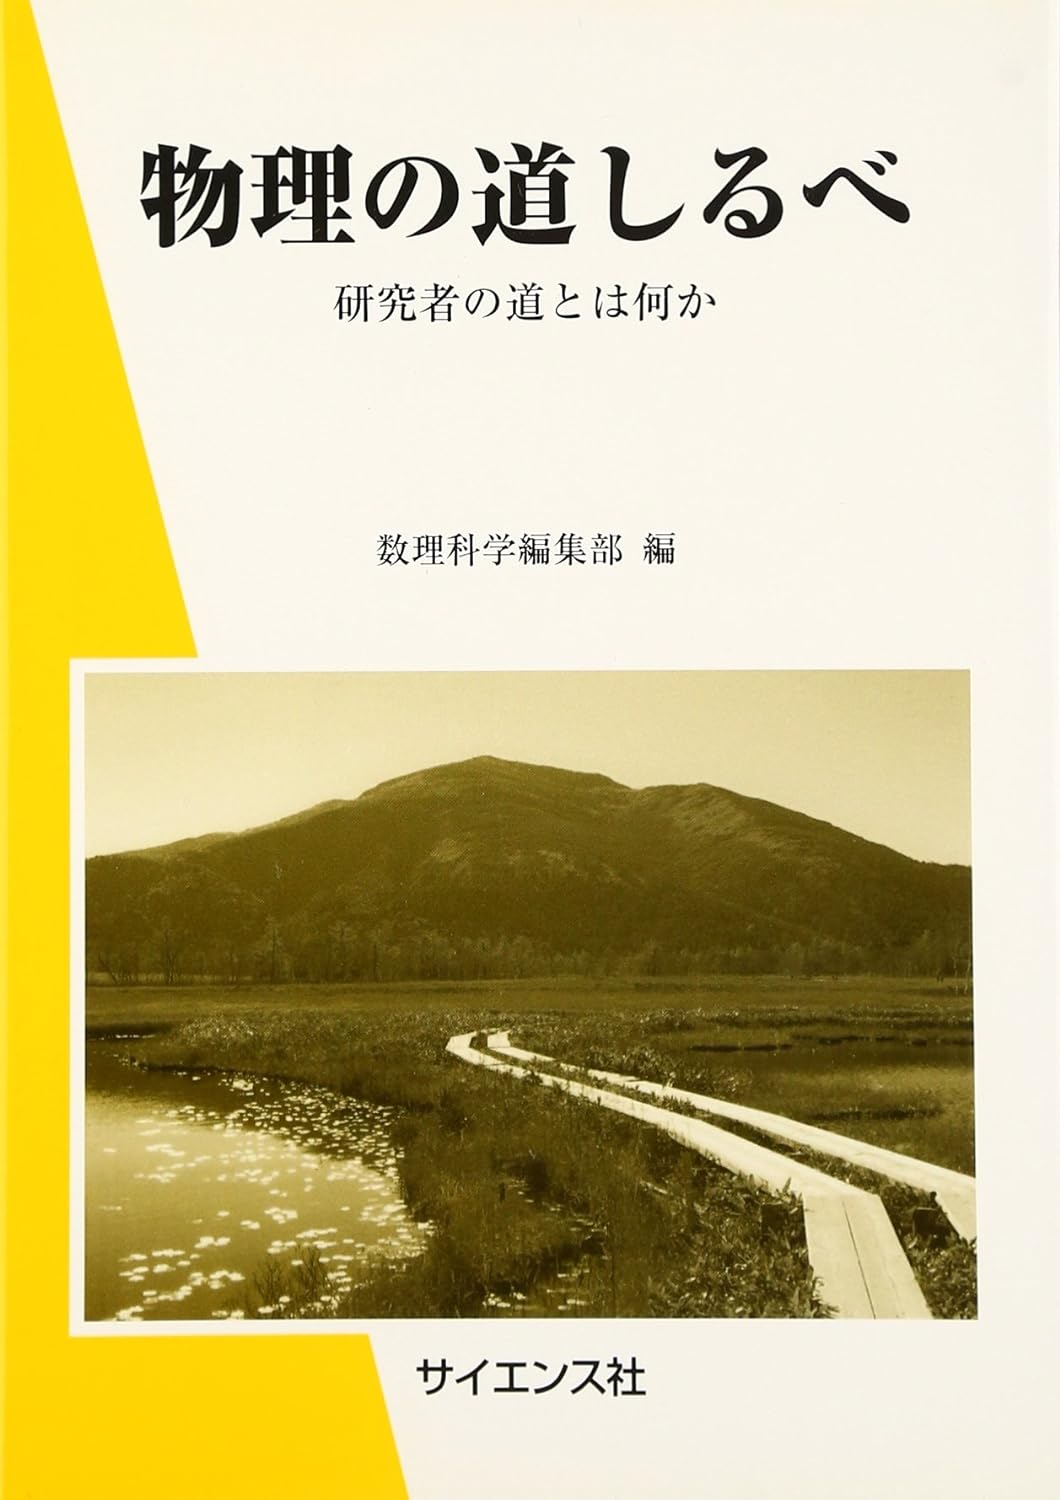 物理の道しるべ
研究者の道とは何か
数理科学編集部 編
サイエンス社